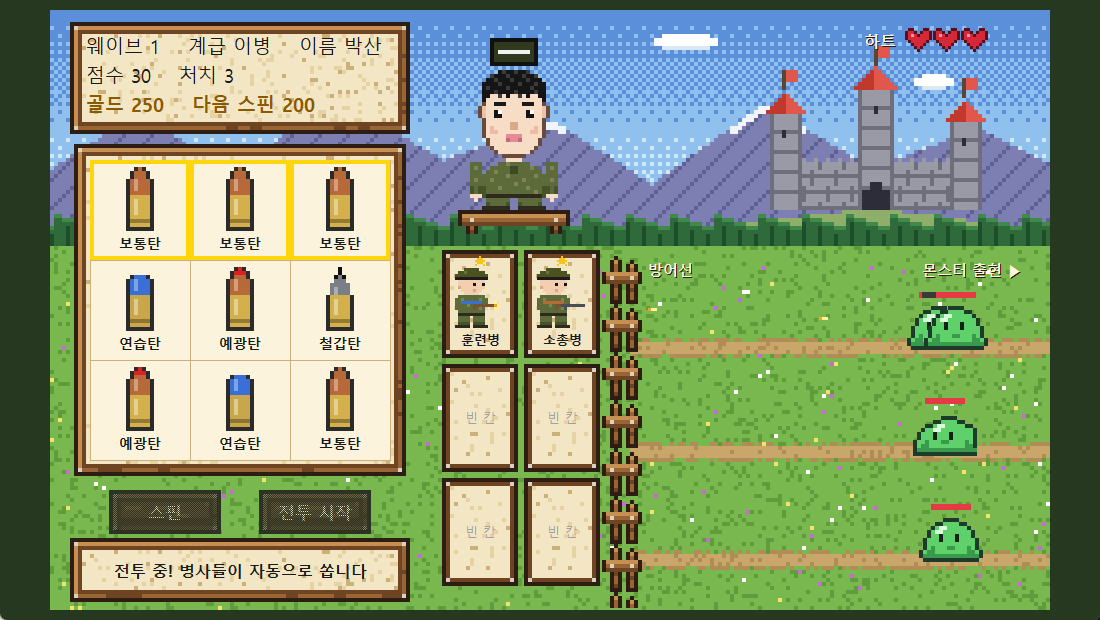 웨이브 1 계급 이병 이름 박산
점수 30 처치 3
골드 250 다음 스핀 200
하트
보통탄 보통탄 보통탄
연습탄 예광탄 철갑탄
예광탄 연습탄 보통탄
스핀 전투 시작
전투 중! 병사들이 자동으로 쏩니다
훈련병 소총병
빈 칸 빈 칸
빈 칸 빈 칸
방어선 몬스터 출현 ▶